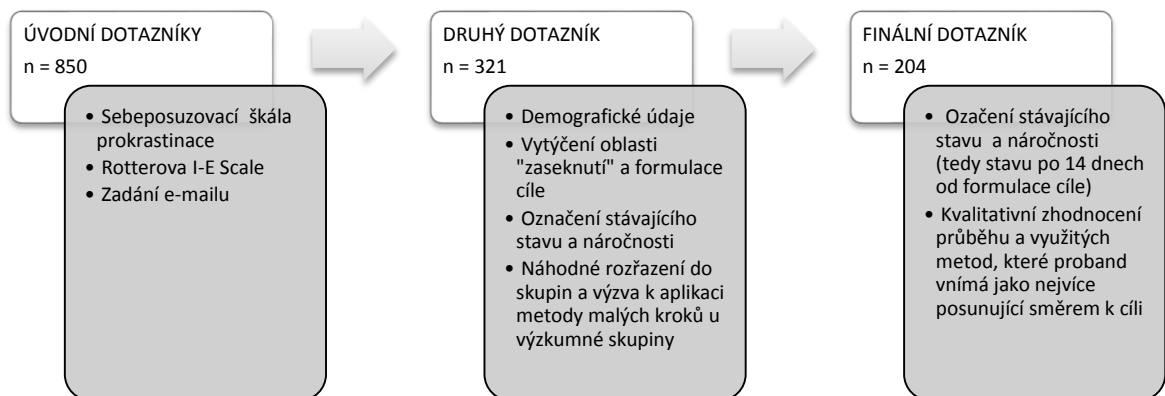 ÚVODNÍ DOTAZNÍKY
n = 850
• Sebeposuzovací škála
prokrastinace
• Rotterova I-E Scale
• Zadání e-mailu
DRUHÝ DOTAZNÍK
n = 321
• Demografické údaje
• Vytýčení oblasti
"zaseknutí" a formulace
cíle
• Označení stávajícího
stavu a náročnosti
• Náhodné rozřazení do
skupin a výzva k aplikaci
metody malých kroků u
výzkumné skupiny
FINÁLNÍ DOTAZNÍK
n = 204
• Ozačení stávajícího
stavu a náročnosti
(tedy stavu po 14 dnech
od formulace cíle)
• Kvalitativní zhodnocení
průběhu a využitých
metod, které proband
vnímá jako nejvíce
posunující směrem k cíli